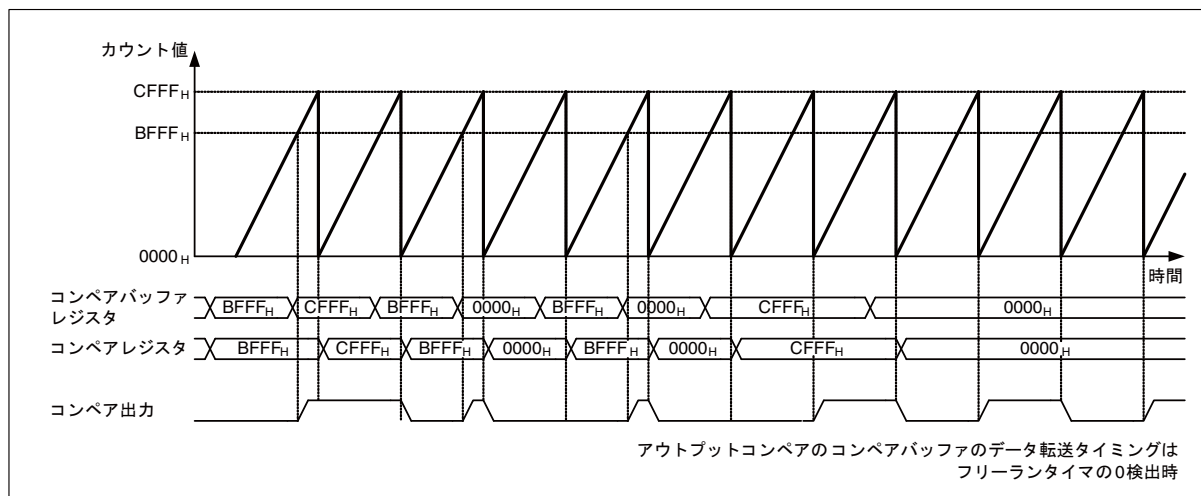 カウント値
CFFFH
BFFFH
0000H
時間
コンペアバッファ
レジスタ
BFFFH CFFFH BFFFH 0000H BFFFH 0000H CFFFH 0000H
コンペアレジスタ
BFFFH CFFFH BFFFH 0000H BFFFH 0000H CFFFH 0000H
コンペア出力
アウトプットコンペアのコンペアバッファのデータ転送タイミングは
フリーランタイマの0検出時